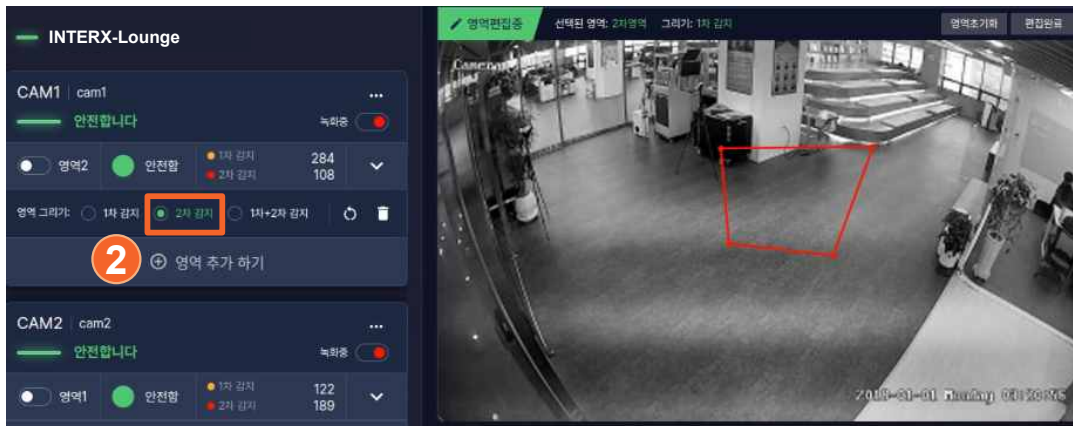 INTERX-Lounge
CAM1 | cam1
...
안전합니다
녹화중
영역2
안전함
1차 감지
284
2차 감지
108
영역 그리기:
1차 감지
2차 감지
1차+2차 감지
2
영역 추가 하기
CAM2 | cam2
...
안전합니다
녹화중
영역1
안전함
1차 감지
122
2차 감지
189
영역편집중
선택된 영역: 2차영역
그리기: 1차 감지
영역초기화
편집완료